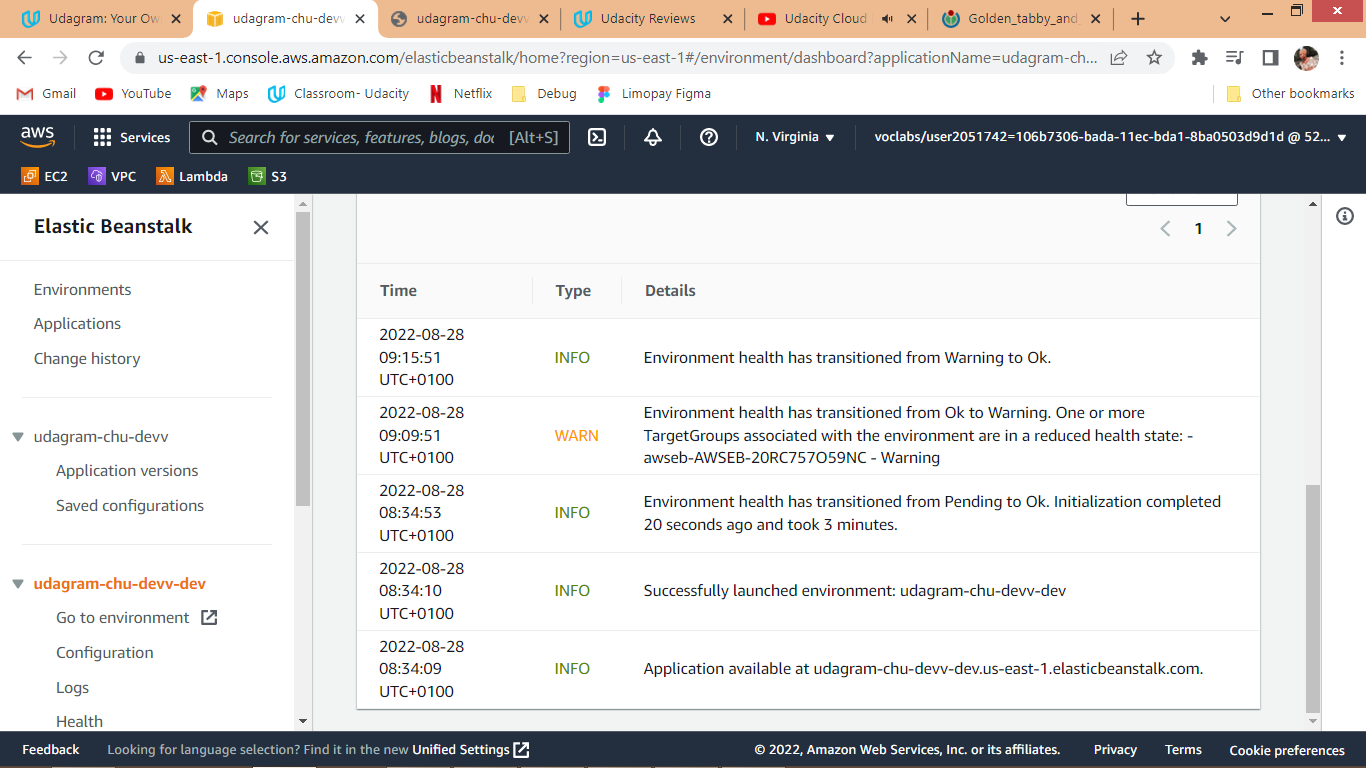 Udagram: Your Ow
udagram-chu-devv
udagram-chu-devv
Udacity Reviews
Udacity Cloud
Golden_tabby_and_
us-east-1.console.aws.amazon.com/elasticbeanstalk/home?region=us-east-1#/environment/dashboard?applicationName=udagram-ch...
Gmail
YouTube
Maps
Classroom- Udacity
Netflix
Debug
Limopay Figma
Other bookmarks
aws
Services
Search for services, features, blogs, doc
[Alt+S]
N. Virginia
voclabs/user2051742=106b7306-bada-11ec-bda1-8ba0503d9d1d @ 52...
EC2
VPC
Lambda
S3
Elastic Beanstalk
Environments
Applications
Change history
udagram-chu-devv
Application versions
Saved configurations
udagram-chu-devv-dev
Go to environment
Configuration
Logs
Health
1
Time
Type
Details
2022-08-28
09:15:51
UTC+0100
INFO
Environment health has transitioned from Warning to Ok.
2022-08-28
09:09:51
UTC+0100
WARN
Environment health has transitioned from Ok to Warning. One or more
TargetGroups associated with the environment are in a reduced health state: -
awseb-AWSEB-20RC757O59NC - Warning
2022-08-28
08:34:53
UTC+0100
INFO
Environment health has transitioned from Pending to Ok. Initialization completed
20 seconds ago and took 3 minutes.
2022-08-28
08:34:10
UTC+0100
INFO
Successfully launched environment: udagram-chu-devv-dev
2022-08-28
08:34:09
UTC+0100
INFO
Application available at udagram-chu-devv-dev.us-east-1.elasticbeanstalk.com.
Feedback
Looking for language selection? Find it in the new Unified Settings
© 2022, Amazon Web Services, Inc. or its affiliates.
Privacy
Terms
Cookie preferences